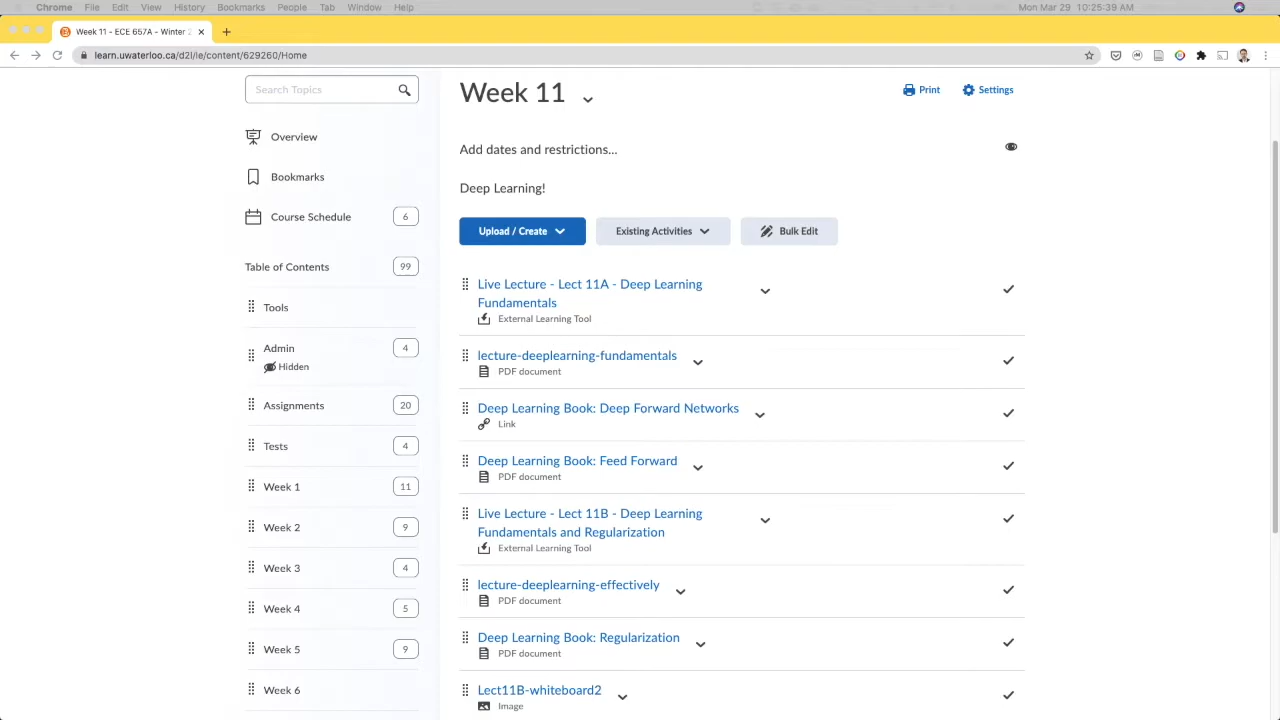 Chrome File Edit View History Bookmarks People Tab Window Help Mon Mar 29 10:25:39 AM
Week 11 - ECE 657A - Winter
learn.uwaterloo.ca/d2l/le/content/629260/Home
Search Topics
Overview
Bookmarks
Course Schedule 6
Table of Contents 99
Tools
Admin 4
Hidden
Assignments 20
Tests 4
Week 1 11
Week 2 9
Week 3 4
Week 4 5
Week 5 9
Week 6
Week 11
Print Settings
Add dates and restrictions...
Deep Learning!
Upload / Create Existing Activities Bulk Edit
Live Lecture - Lect 11A - Deep Learning
Fundamentals
External Learning Tool
lecture-deeplearning-fundamentals
PDF document
Deep Learning Book: Deep Forward Networks
Link
Deep Learning Book: Feed Forward
PDF document
Live Lecture - Lect 11B - Deep Learning
Fundamentals and Regularization
External Learning Tool
lecture-deeplearning-effectively
PDF document
Deep Learning Book: Regularization
PDF document
Lect11B-whiteboard2
Image